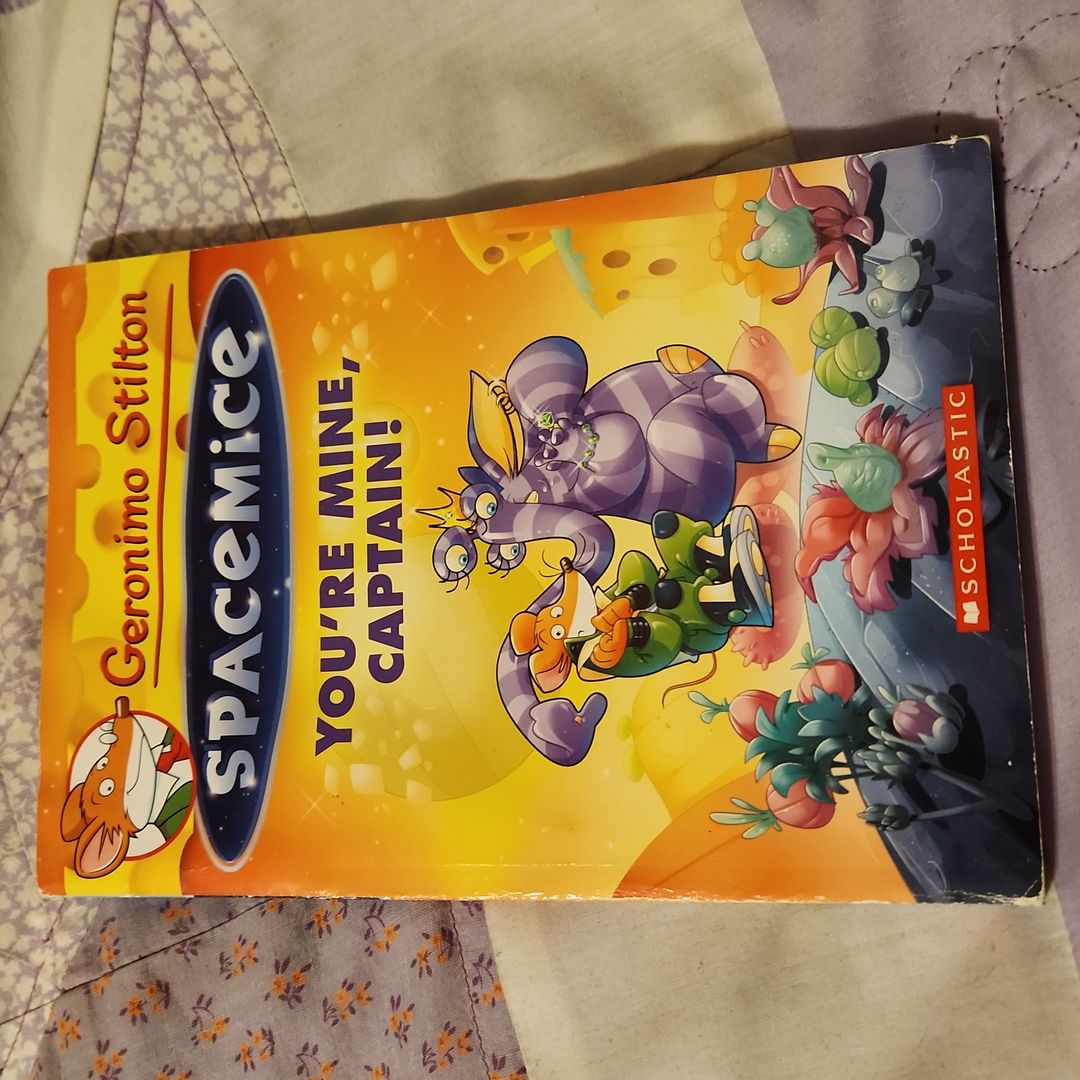 Geronimo Stilton
SPACEMiCE
YOU'RE MINE,
CAPTAIN!
SCHOLASTIC